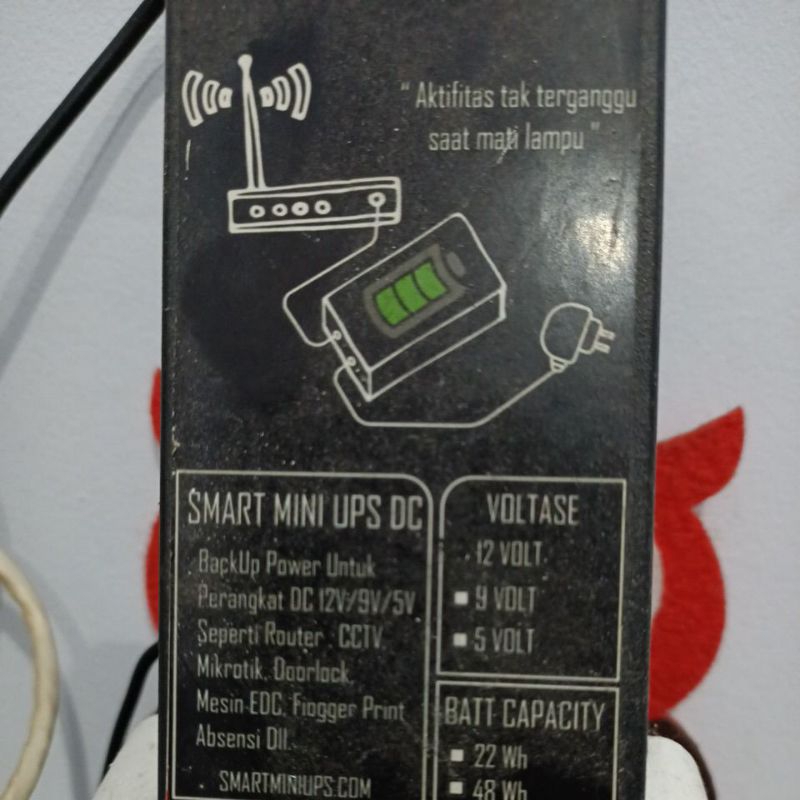 " Aktifitas tak terganggu
saat mati lampu "
SMART MINI UPS DC
BackUp Power Untuk
Perangkat DC 12V/9V/5V
Seperti Router, CCTV,
Mikrotik, Doorlock,
Mesin EDC, Fiogger Print
Absensi Dll.
SMARTMINIUPS.COM
VOLTASE
12 VOLT
9 VOLT
5 VOLT
BATT CAPACITY
22 Wh
48 Wh